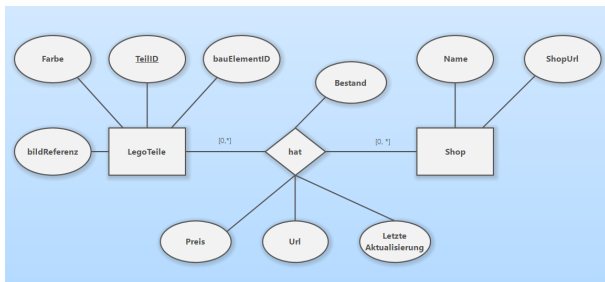 Farbe
TeilID
bauElementID
Name
ShopUrl
Bestand
bildReferenz
LegoTeile
[0,*]
hat
[0, *]
Shop
Preis
Url
Letzte
Aktualisierung